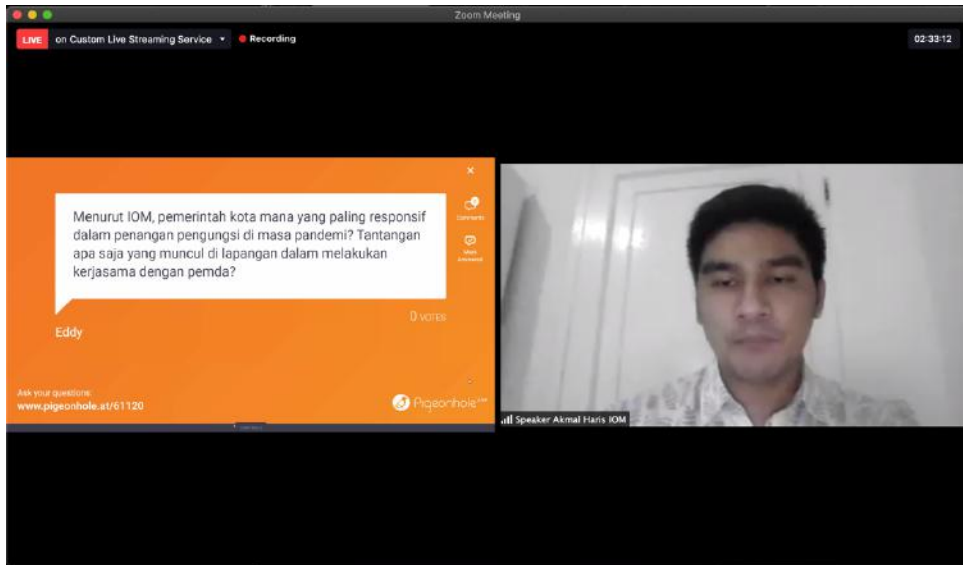 Zoom Meeting
LIVE on Custom Live Streaming Service Recording
02:33:12
Menurut IOM, pemerintah kota mana yang paling responsif
dalam penangan pengungsi di masa pandemi? Tantangan
apa saja yang muncul di lapangan dalam melakukan
kerjasama dengan pemda?
Comments
0 VOTES
Eddy
Ask your questions:
www.pigeonhole.at/61120
Pigeonhole
Speaker Akmal Haris IOM